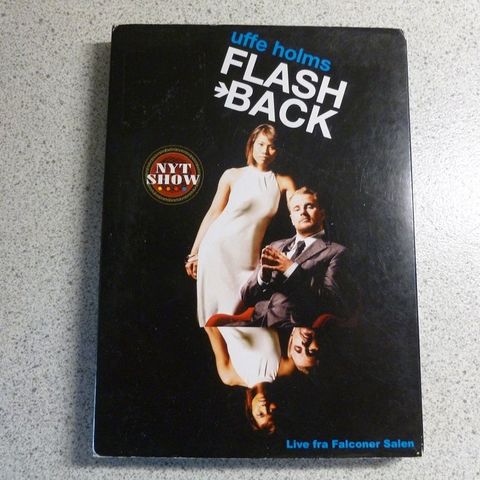 uffe holms
FLASH
BACK
NYT
SHOW
Live fra Falconer Salen